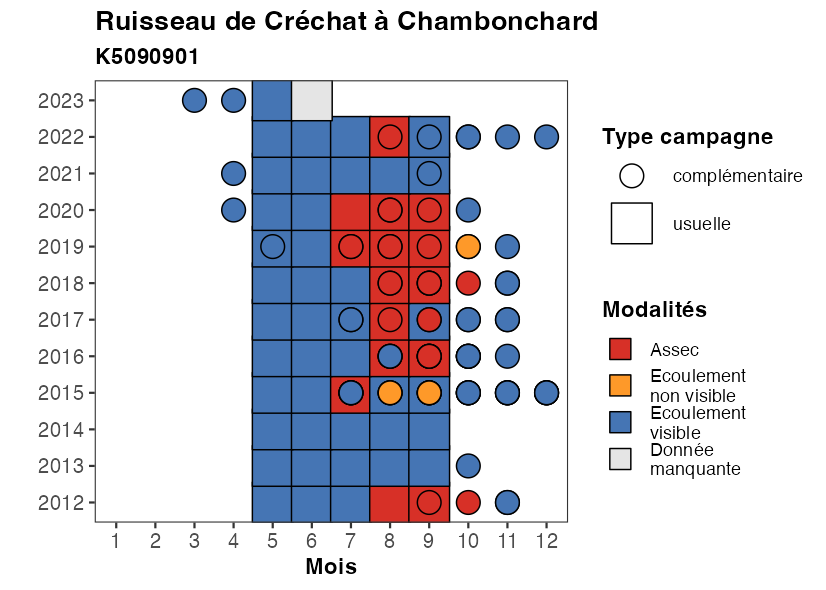 Ruisseau de Créchat à Chambonchard
K5090901
2023
2022
2021
2020
2019
2018
2017
2016
2015
2014
2013
2012
1 2 3 4 5 6 7 8 9 10 11 12
Mois
Type campagne
complémentaire
usuelle
Modalités
Assec
Ecoulement
non visible
Ecoulement
visible
Donnée
manquante